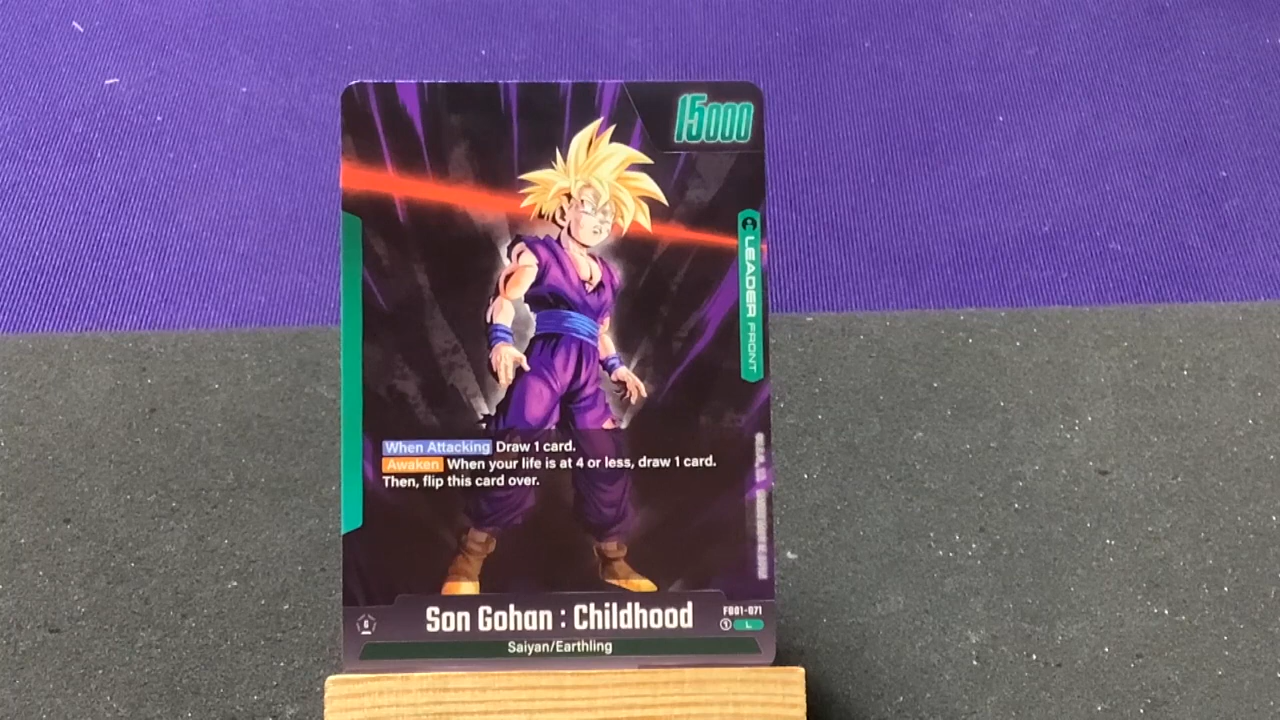 15000
LEADER FRONT
When Attacking Draw 1 card.
Awaken When your life is at 4 or less, draw 1 card.
Then, flip this card over.
G
Son Gohan : Childhood
FB01-071
1 L
Saiyan/Earthling